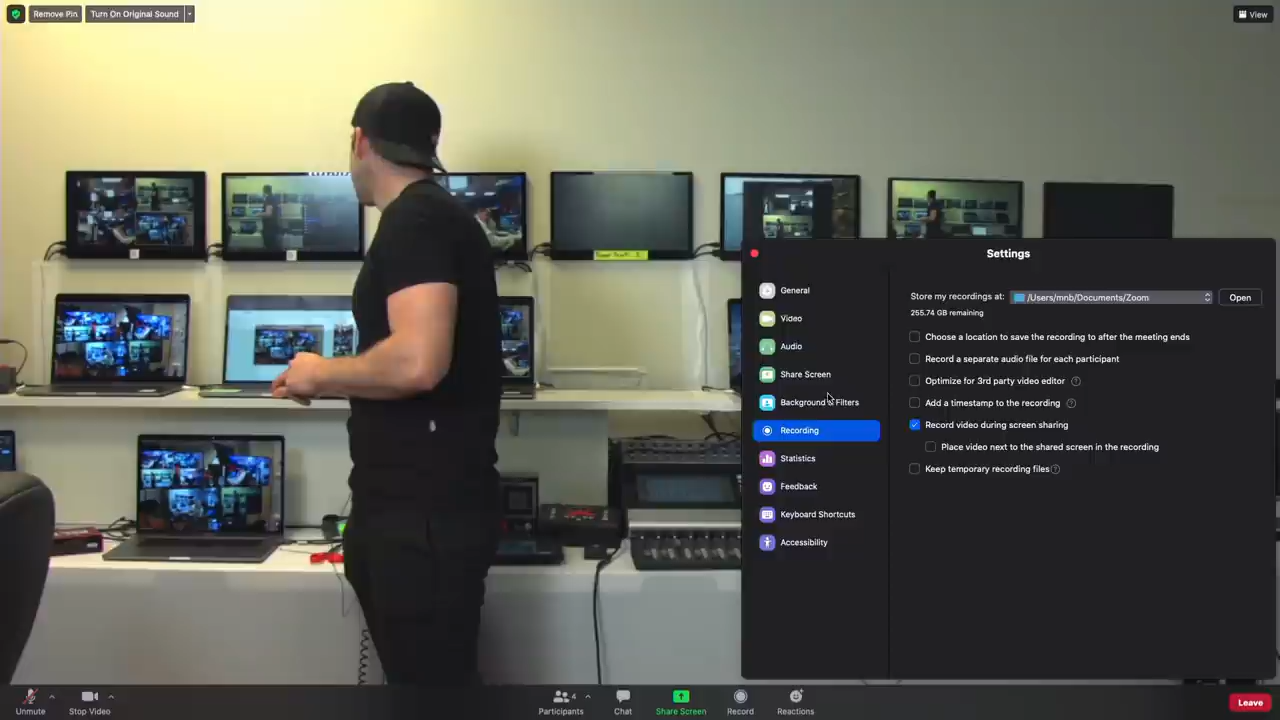 Remove Pin
Turn On Original Sound
View
Settings
General
Video
Audio
Share Screen
Background & Filters
Recording
Statistics
Feedback
Keyboard Shortcuts
Accessibility
Store my recordings at:
/Users/mnb/Documents/Zoom
Open
255.74 GB remaining
Choose a location to save the recording to after the meeting ends
Record a separate audio file for each participant
Optimize for 3rd party video editor
Add a timestamp to the recording
Record video during screen sharing
Place video next to the shared screen in the recording
Keep temporary recording files
Unmute
Stop Video
4
Participants
Chat
Share Screen
Record
Reactions
Leave